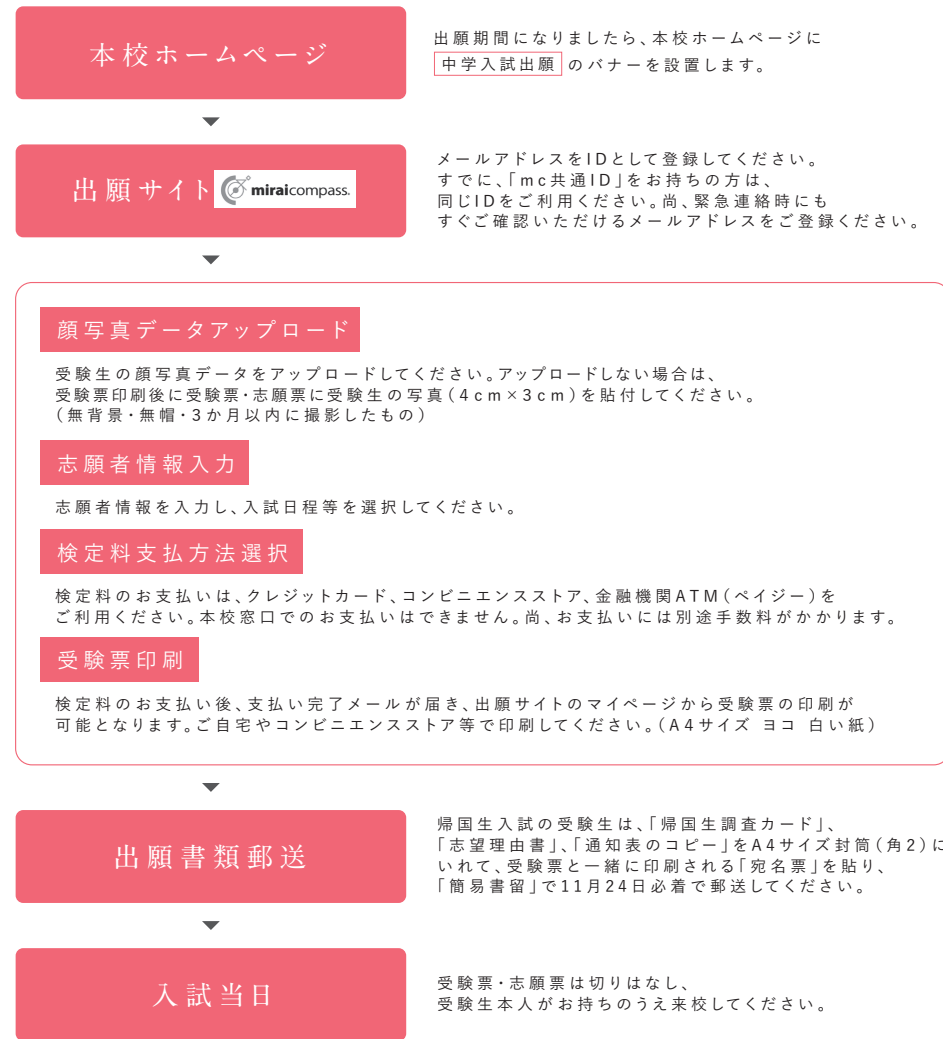 本校ホームページ
出願期間になりましたら、本校ホームページに
中学入試出願 のバナーを設置します。
出願サイト miraicompass.
メールアドレスをIDとして登録してください。
すでに、「mc共通ID」をお持ちの方は、
同じIDをご利用ください。尚、緊急連絡時にも
すぐご確認いただけるメールアドレスをご登録ください。
顔写真データアップロード
受験生の顔写真データをアップロードしてください。アップロードしない場合は、
受験票印刷後に受験票・志願票に受験生の写真(4cm×3cm)を貼付してください。
(無背景・無帽・3か月以内に撮影したもの)
志願者情報入力
志願者情報を入力し、入試日程等を選択してください。
検定料支払方法選択
検定料のお支払いは、クレジットカード、コンビニエンスストア、金融機関ATM(ペイジー)を
ご利用ください。本校窓口でのお支払いはできません。尚、お支払いには別途手数料がかかります。
受験票印刷
検定料のお支払い後、支払い完了メールが届き、出願サイトのマイページから受験票の印刷が
可能となります。ご自宅やコンビニエンスストア等で印刷してください。(A4サイズ ヨコ 白い紙)
出願書類郵送
帰国生入試の受験生は、「帰国生調査カード」、
「志望理由書」、「通知表のコピー」をA4サイズ封筒(角2)に
いれて、受験票と一緒に印刷される「宛名票」を貼り、
「簡易書留」で11月24日必着で郵送してください。
入試当日
受験票・志願票は切りはなし、
受験生本人がお持ちのうえ来校してください。